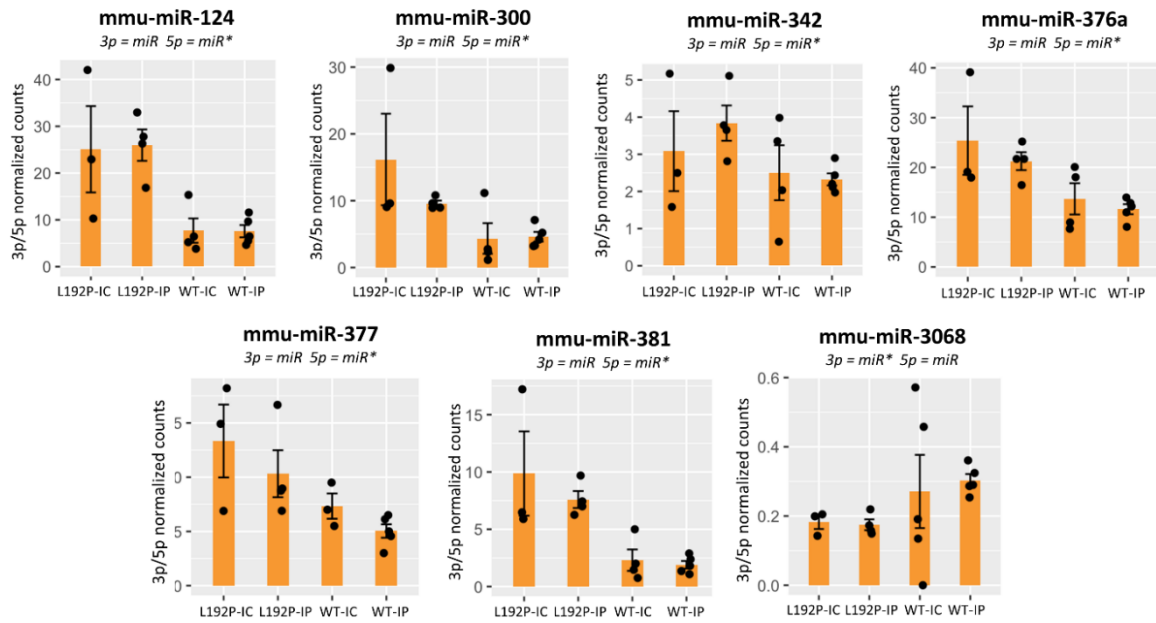 mmu-miR-124
3p = miR 5p = miR*
3p/5p normalized counts
40
30
20
10
0
L192P-IC L192P-IP WT-IC WT-IP
mmu-miR-300
3p = miR 5p = miR*
3p/5p normalized counts
30
20
10
0
L192P-IC L192P-IP WT-IC WT-IP
mmu-miR-342
3p = miR 5p = miR*
3p/5p normalized counts
5
4
3
2
1
0
L192P-IC L192P-IP WT-IC WT-IP
mmu-miR-376a
3p = miR 5p = miR*
3p/5p normalized counts
40
30
20
10
0
L192P-IC L192P-IP WT-IC WT-IP
mmu-miR-377
3p = miR 5p = miR*
3p/5p normalized counts
5
0
5
0
L192P-IC L192P-IP WT-IC WT-IP
mmu-miR-381
3p = miR 5p = miR*
3p/5p normalized counts
15
10
5
0
L192P-IC L192P-IP WT-IC WT-IP
mmu-miR-3068
3p = miR* 5p = miR
3p/5p normalized counts
0.6
0.4
0.2
0.0
L192P-IC L192P-IP WT-IC WT-IP